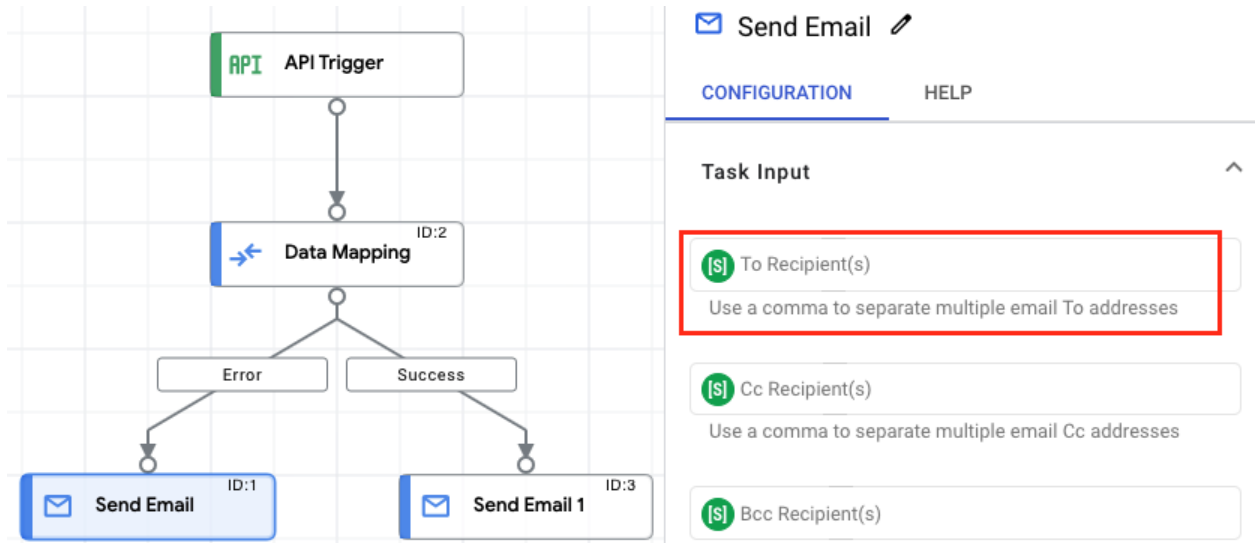 API
API Trigger
ID:2
Data Mapping
Error
Success
ID:1
Send Email
ID:3
Send Email 1
Send Email
CONFIGURATION
HELP
Task Input
[S] To Recipient(s)
Use a comma to separate multiple email To addresses
[S] Cc Recipient(s)
Use a comma to separate multiple email Cc addresses
[S] Bcc Recipient(s)